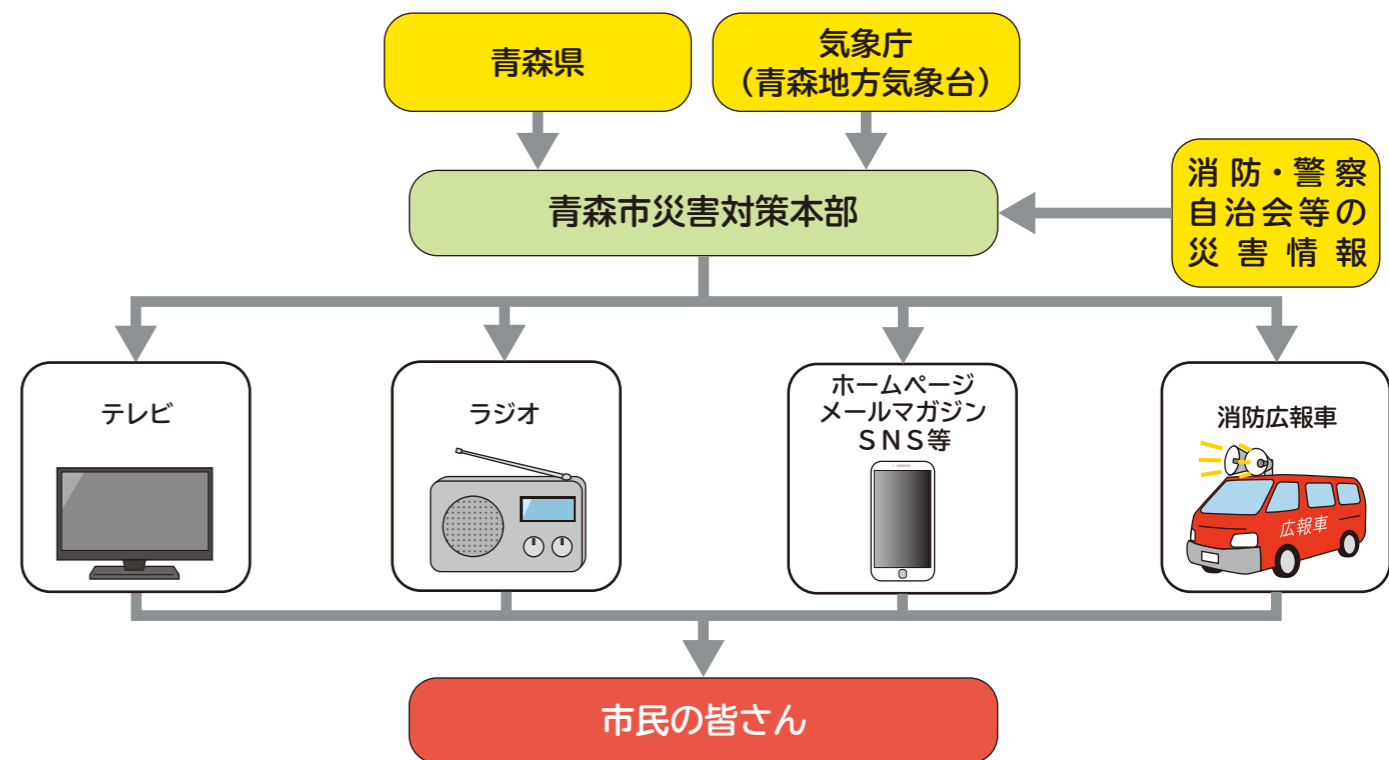 青森県
気象庁
（青森地方気象台）
消防・警察
自治会等の
災害情報
青森市災害対策本部
テレビ
ラジオ
ホームページ
メールマガジン
ＳＮＳ等
消防広報車
広報車
市民の皆さん